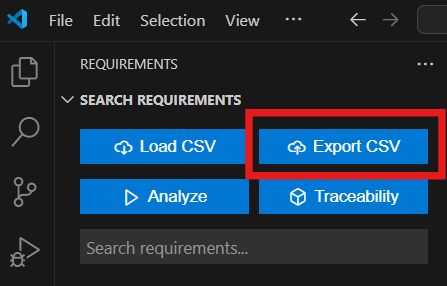 File Edit Selection View ...
REQUIREMENTS ...
SEARCH REQUIREMENTS
Load CSV Export CSV
Analyze Traceability
Search requirements...